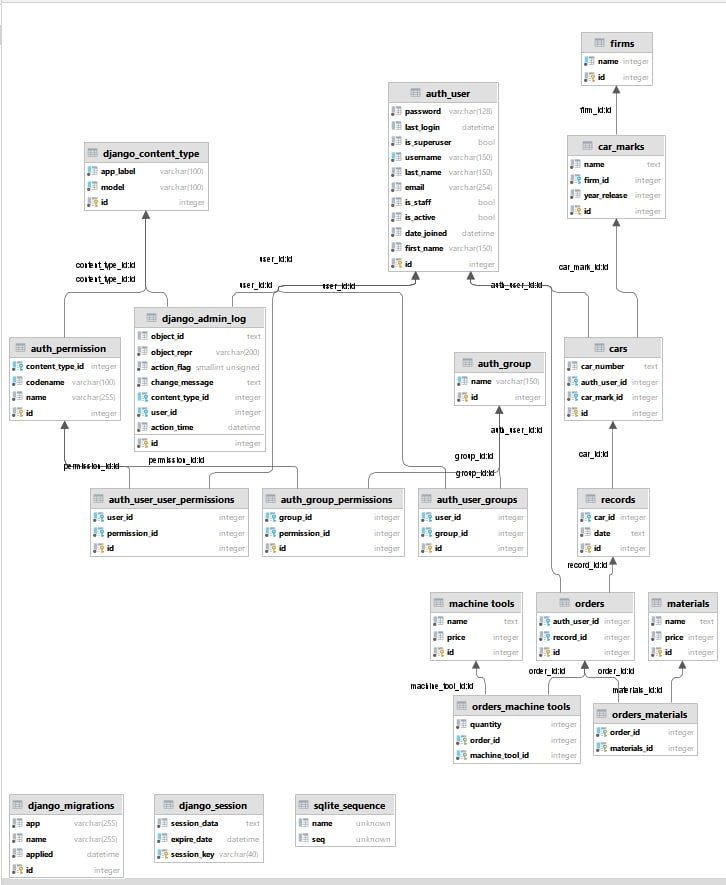 firms
name integer
id integer
firm_id:id
auth_user
password varchar(128)
last_login datetime
is_superuser bool
username varchar(150)
last_name varchar(150)
email varchar(254)
is_staff bool
is_active bool
date_joined datetime
first_name varchar(150)
id integer
car_marks
name text
firm_id integer
year_release integer
id integer
django_content_type
app_label varchar(100)
model varchar(100)
id integer
content_type_id:id
content_type_id:id
user_id:id
user_id:id
user_id:id
auth_user_id:id
car_mark_id:id
django_admin_log
object_id text
object_repr varchar(200)
action_flag smallint unsigned
change_message text
content_type_id integer
user_id integer
action_time datetime
id integer
auth_permission
content_type_id integer
codename varchar(100)
name varchar(255)
id integer
auth_group
name varchar(150)
id integer
cars
car_number text
auth_user_id integer
car_mark_id integer
id integer
auth_user_id:id
group_id:id
group_id:id
car_id:id
permission_id:id
permission_id:id
auth_user_user_permissions
user_id integer
permission_id integer
id integer
auth_group_permissions
group_id integer
permission_id integer
id integer
auth_user_groups
user_id integer
group_id integer
id integer
records
car_id integer
date text
id integer
record_id:id
machine tools
name text
price integer
id integer
orders
auth_user_id integer
record_id integer
id integer
materials
name text
price integer
id integer
machine_tool_id:id
order_id:id
order_id:id
materials_id:id
orders_machine tools
quantity integer
order_id integer
machine_tool_id integer
orders_materials
order_id integer
materials_id integer
django_migrations
app varchar(255)
name varchar(255)
applied datetime
id integer
django_session
session_data text
expire_date datetime
session_key varchar(40)
sqlite_sequence
name unknown
seq unknown